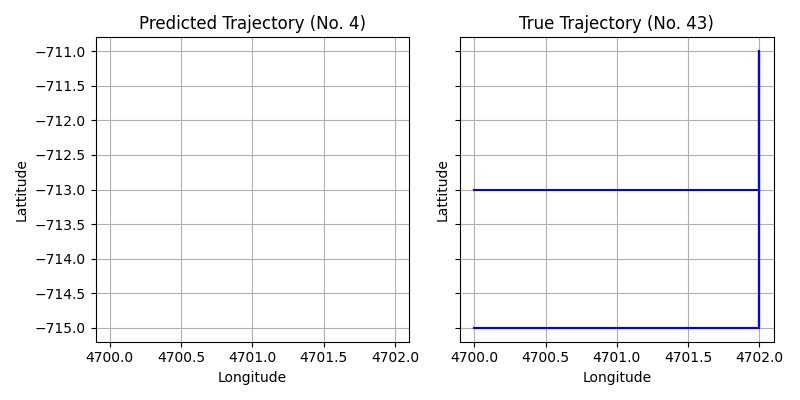 Predicted Trajectory (No. 4)
True Trajectory (No. 43)
−711.0
−711.5
−712.0
−712.5
−713.0
−713.5
−714.0
−714.5
−715.0
Lattitude
Lattitude
4700.0 4700.5 4701.0 4701.5 4702.0
4700.0 4700.5 4701.0 4701.5 4702.0
Longitude
Longitude